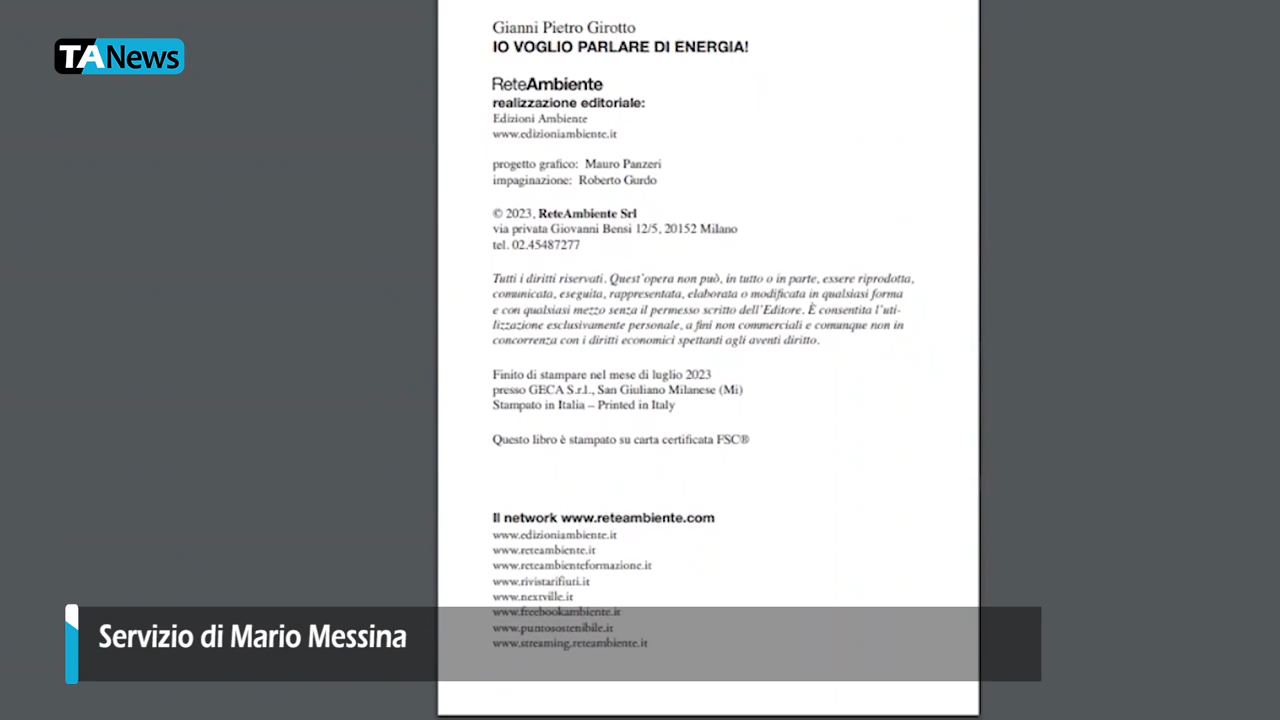 TANews
Gianni Pietro Girotto
IO VOGLIO PARLARE DI ENERGIA!
ReteAmbiente
realizzazione editoriale:
Edizioni Ambiente
www.edizioniambiente.it
progetto grafico: Mauro Panzeri
impaginazione: Roberto Gurdo
© 2023, ReteAmbiente Srl
via privata Giovanni Bensi 12/5, 20152 Milano
tel. 02.45487277
Tutti i diritti riservati. Quest'opera non può, in tutto o in parte, essere riprodotta,
comunicata, eseguita, rappresentata, elaborata o modificata in qualsiasi forma
e con qualsiasi mezzo senza il permesso scritto dell'Editore. È consentita l'uti-
lizzazione esclusivamente personale, a fini non commerciali e comunque non in
concorrenza con i diritti economici spettanti agli aventi diritto.
Finito di stampare nel mese di luglio 2023
presso GECA S.r.l., San Giuliano Milanese (Mi)
Stampato in Italia – Printed in Italy
Questo libro è stampato su carta certificata FSC®
Il network www.reteambiente.com
www.edizioniambiente.it
www.reteambiente.it
www.reteambienteformazione.it
www.rivistarifiuti.it
www.nextville.it
www.freebookambiente.it
www.puntosostenibile.it
www.streaming.reteambiente.it
Servizio di Mario Messina